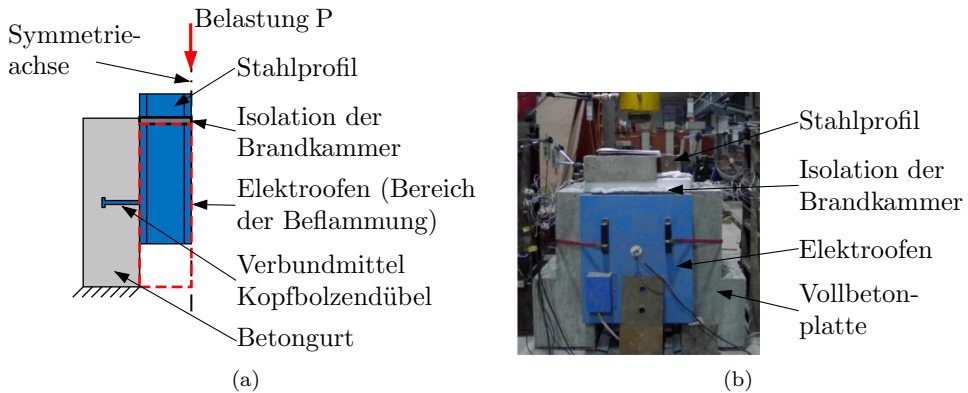 Belastung P
Symmetrie-
achse
Stahlprofil
Isolation der
Brandkammer
Elektroofen (Bereich
der Beflammung)
Verbundmittel
Kopfbolzendübel
Betongurt
(a)
Stahlprofil
Isolation der
Brandkammer
Elektroofen
Vollbeton-
platte
(b)